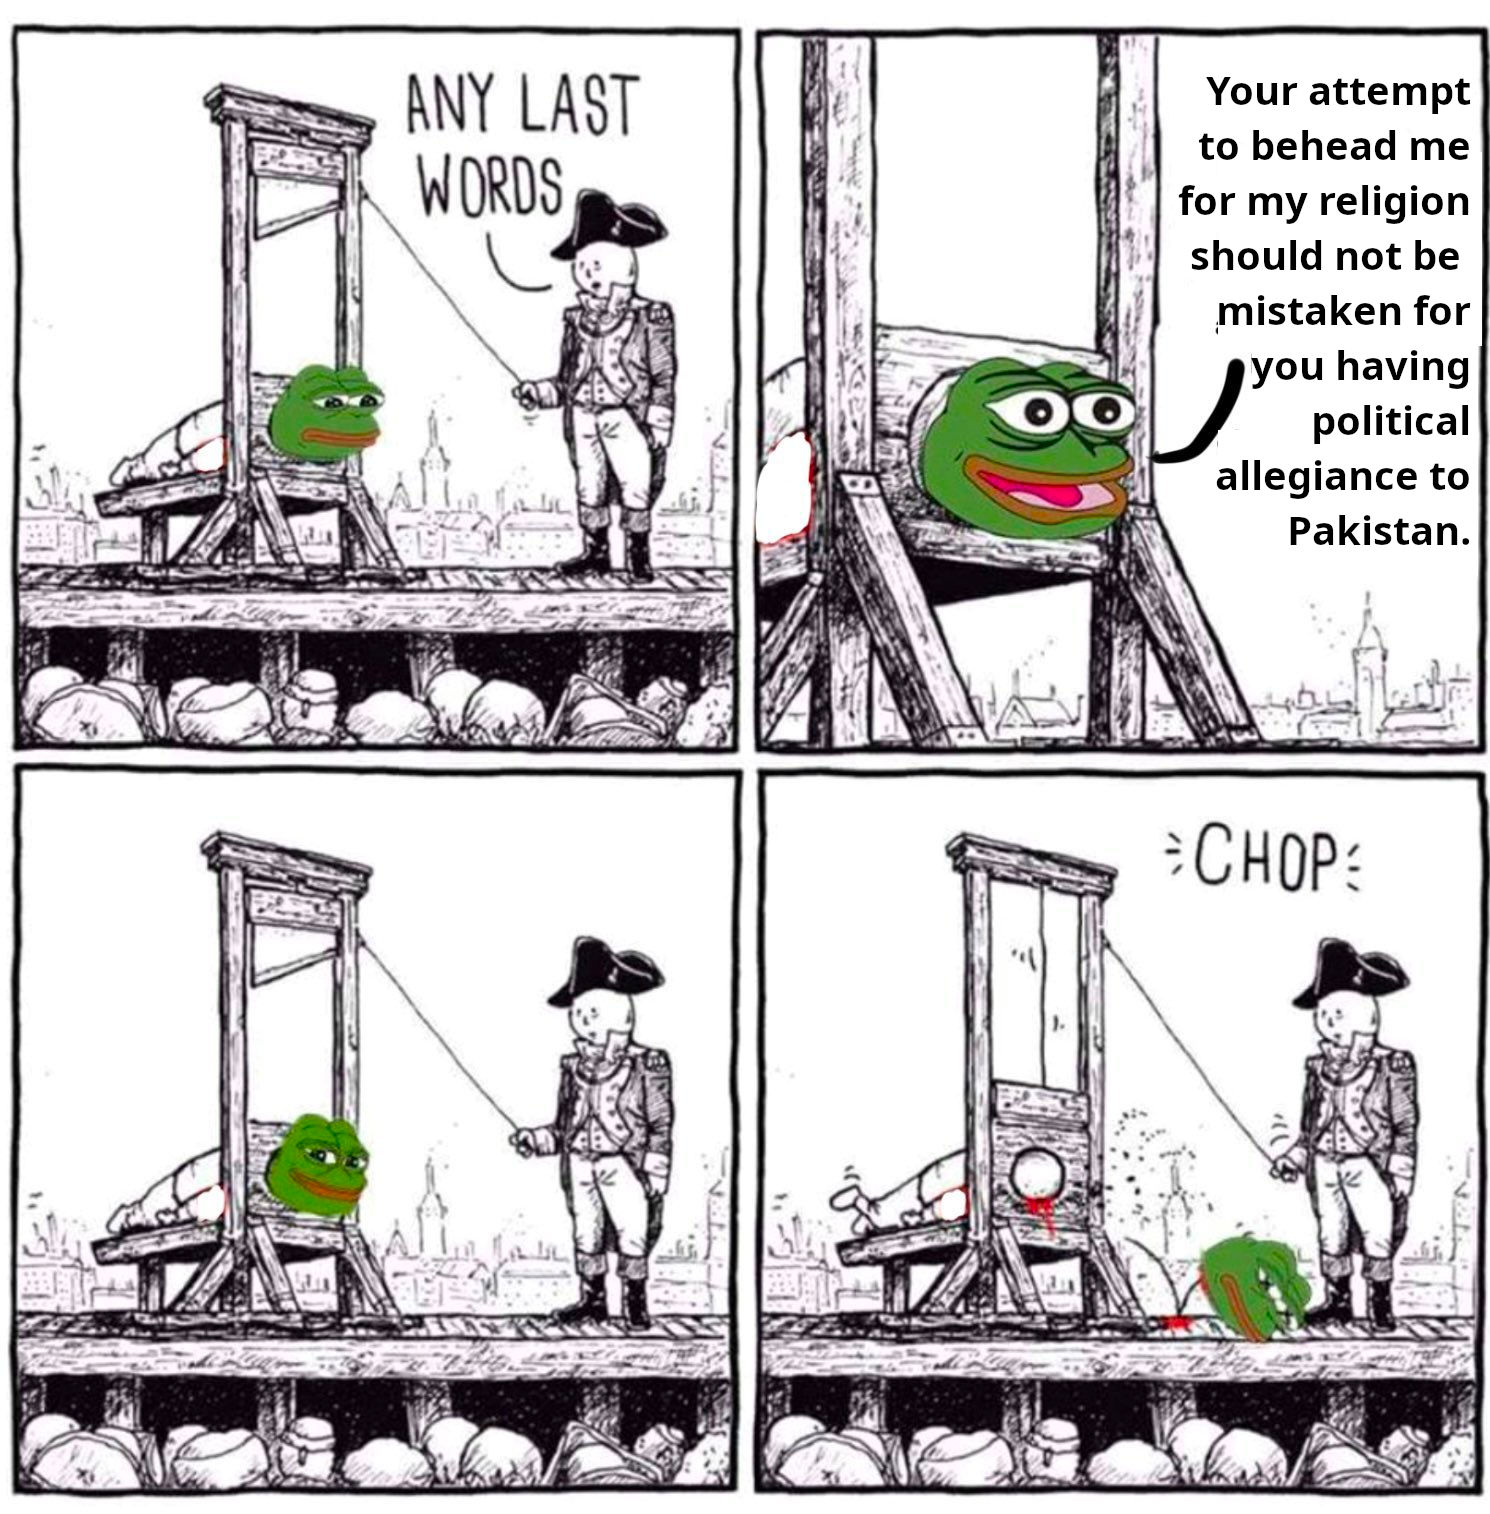 ANY LAST
WORDS
Your attempt
to behead me
for my religion
should not be
mistaken for
you having
political
allegiance to
Pakistan.
CHOP